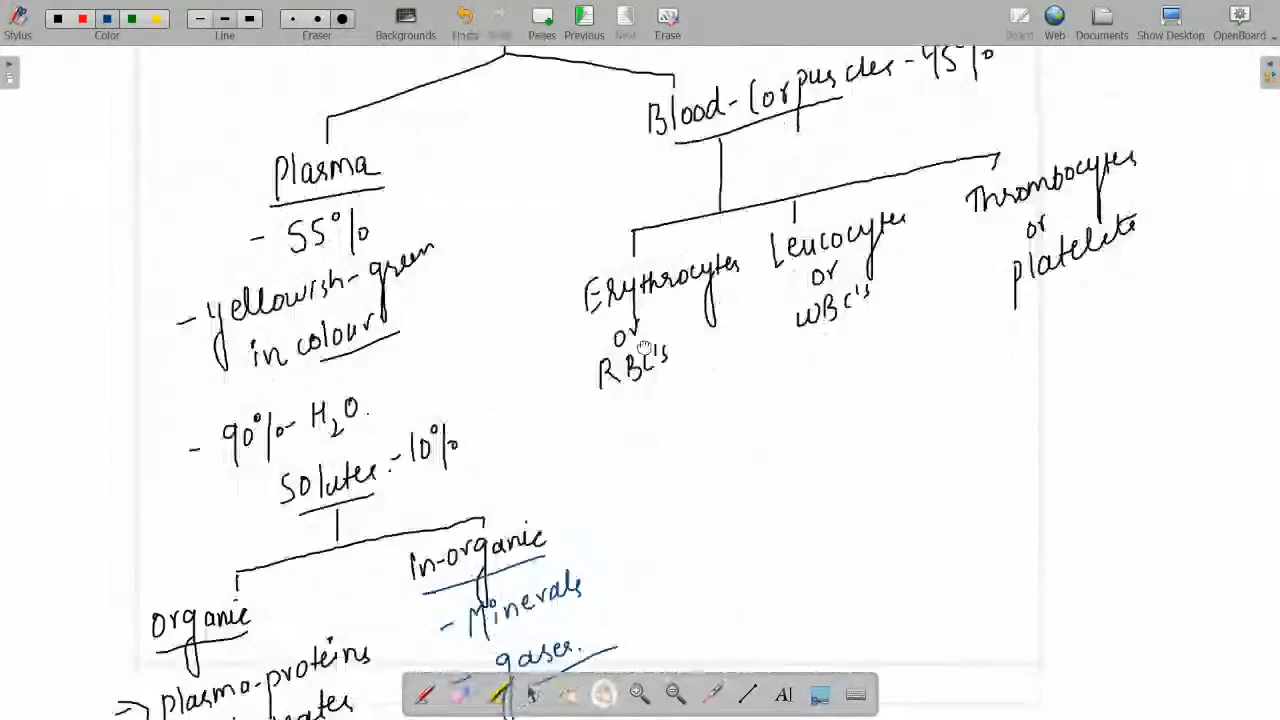 Stylus
Color
Line
Eraser
Backgrounds
Undo
Pages
Previous
Next
Erase
Board
Web
Documents
Show Desktop
OpenBoard
Blood-Corpuscles - 45%
Plasma
- 55%
- Yellowish-green
in colour
- 90% H2O.
Solutes - 10%
Organic
In-organic
- Minerals
gases.
=> Plasma-proteins
Erythrocytes
or
RBC's
Leucocytes
or
WBC's
Thrombocytes
or
Platelets